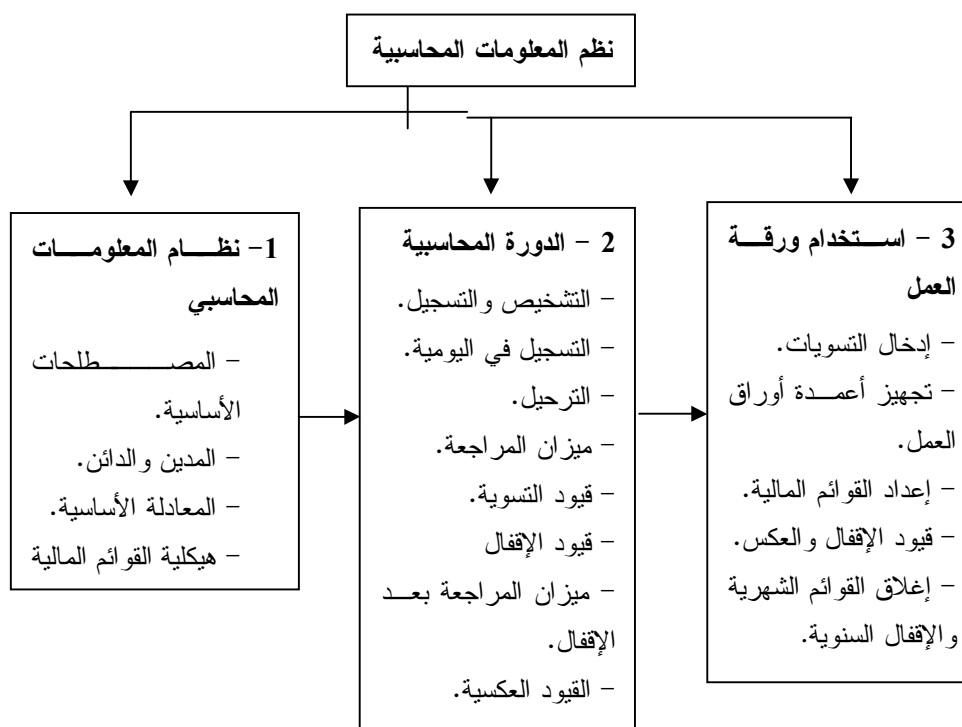 نظم المعلومات المحاسبية
1- نظام المعلومات
المحاسبي
- المصطلحات
الأساسية.
- المدين والدائن.
- المعادلة الأساسية.
- هيكلية القوائم المالية
2 - الدورة المحاسبية
- التشخيص والتسجيل.
- التسجيل في اليومية.
- الترحيل.
- ميزان المراجعة.
- قيود التسوية.
- قيود الإقفال
- ميزان المراجعة بعد
الإقفال.
- القيود العكسية.
3 - استخدام ورقة
العمل
- إدخال التسويات.
- تجهيز أعمدة أوراق
العمل.
- إعداد القوائم المالية.
- قيود الإقفال والعكس.
- إغلاق القوائم الشهرية
والإقفال السنوية.